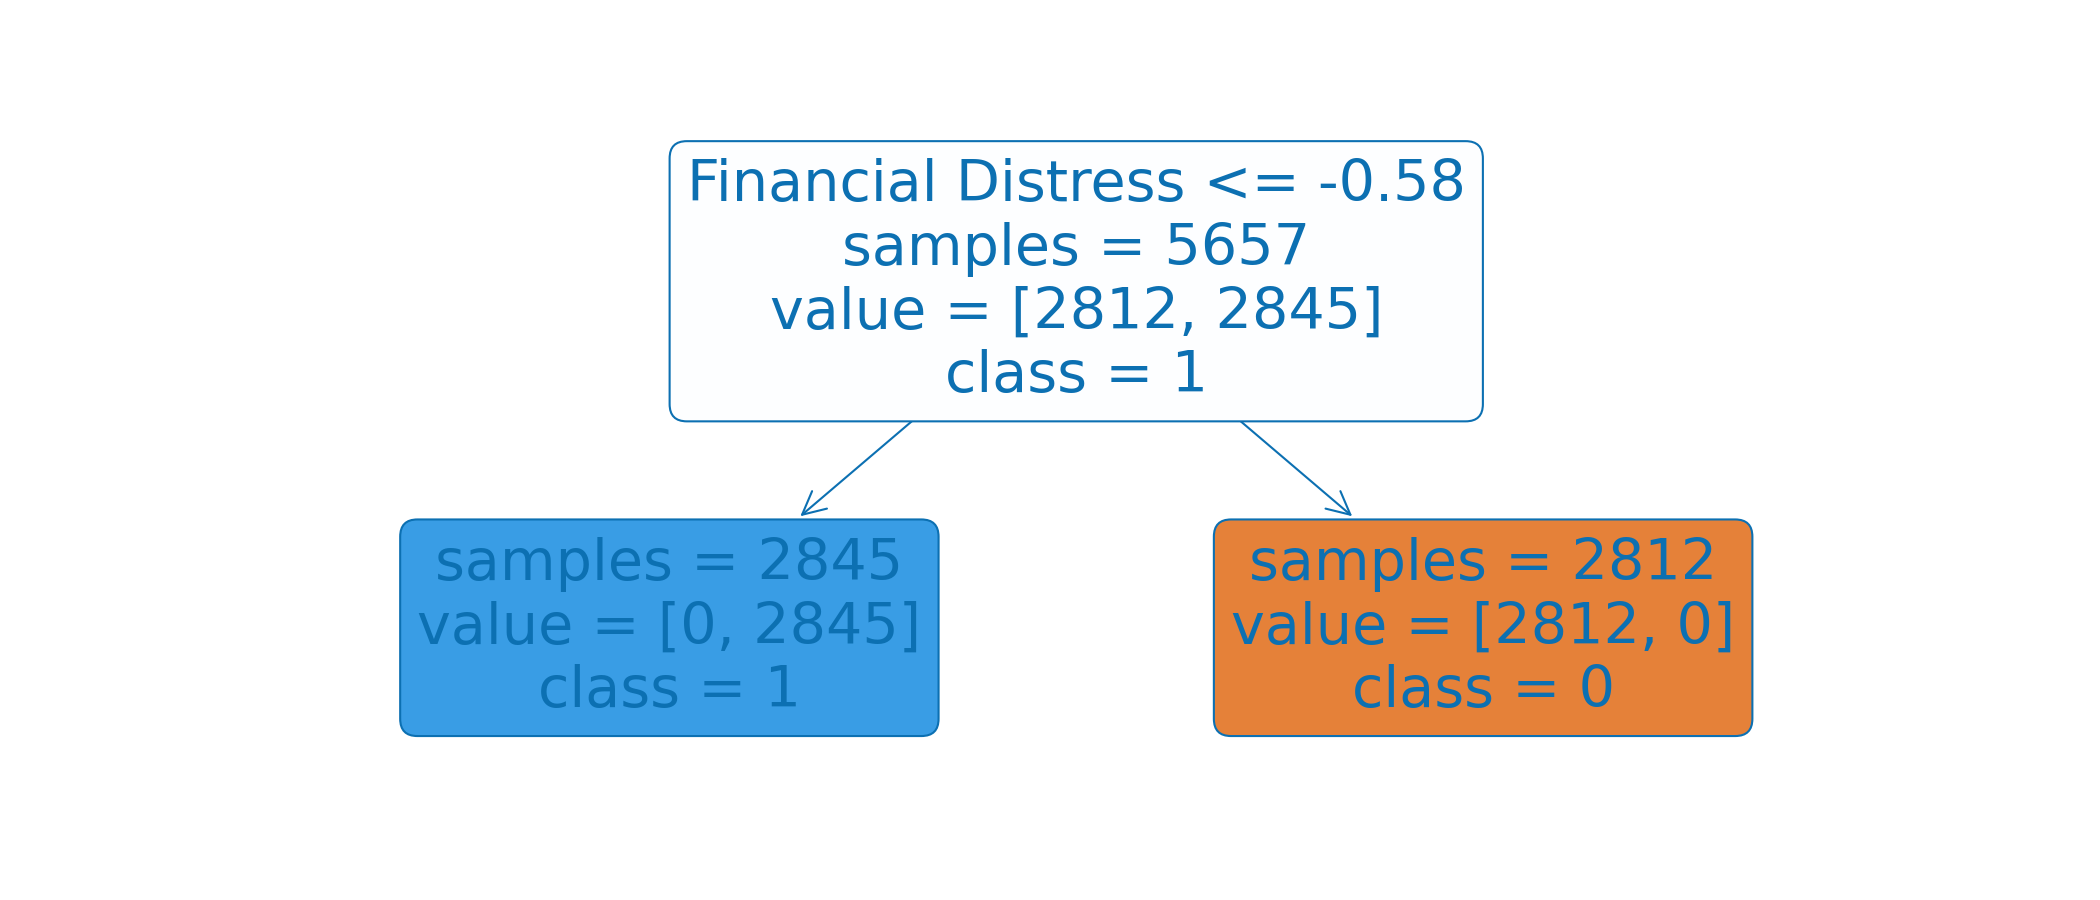 Financial Distress <= -0.58
samples = 5657
value = [2812, 2845]
class = 1
samples = 2845
value = [0, 2845]
class = 1
samples = 2812
value = [2812, 0]
class = 0